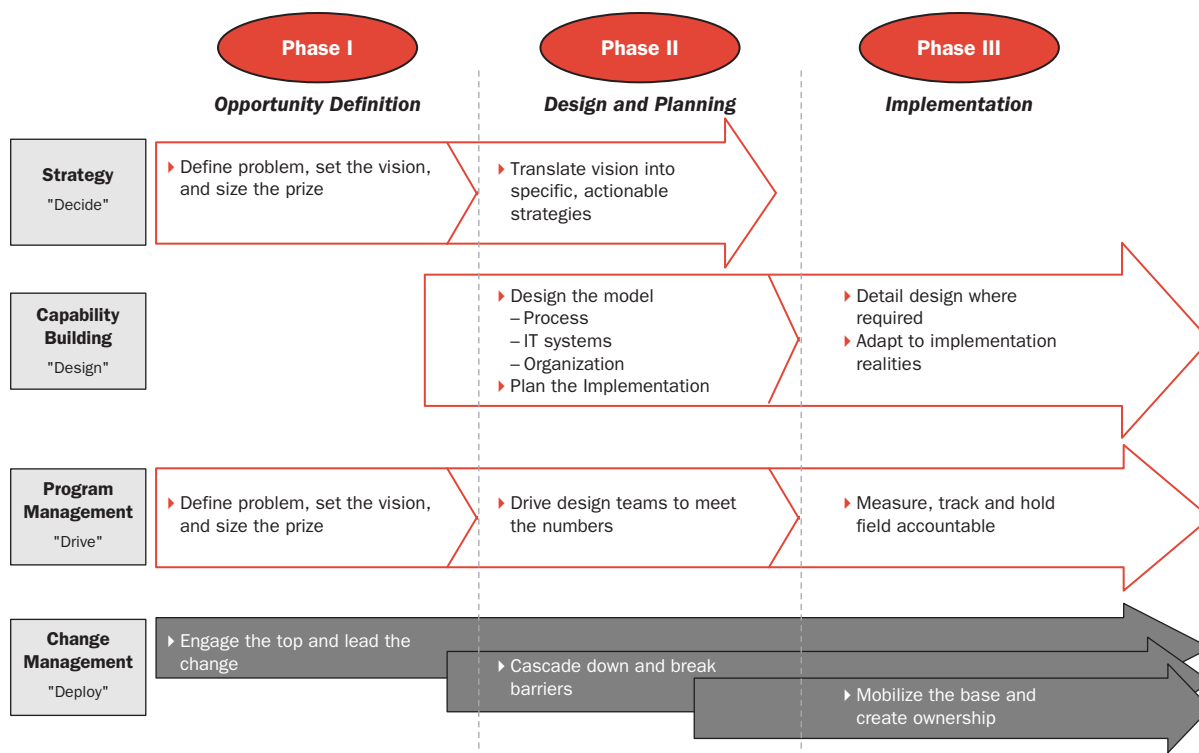 Phase I
Phase II
Phase III
Opportunity Definition
Design and Planning
Implementation
Strategy
"Decide"
Define problem, set the vision,
and size the prize
Translate vision into
specific, actionable
strategies
Capability
Building
"Design"
Design the model
– Process
– IT systems
– Organization
Plan the Implementation
Detail design where
required
Adapt to implementation
realities
Program
Management
"Drive"
Define problem, set the vision,
and size the prize
Drive design teams to meet
the numbers
Measure, track and hold
field accountable
Change
Management
"Deploy"
Engage the top and lead the
change
Cascade down and break
barriers
Mobilize the base and
create ownership